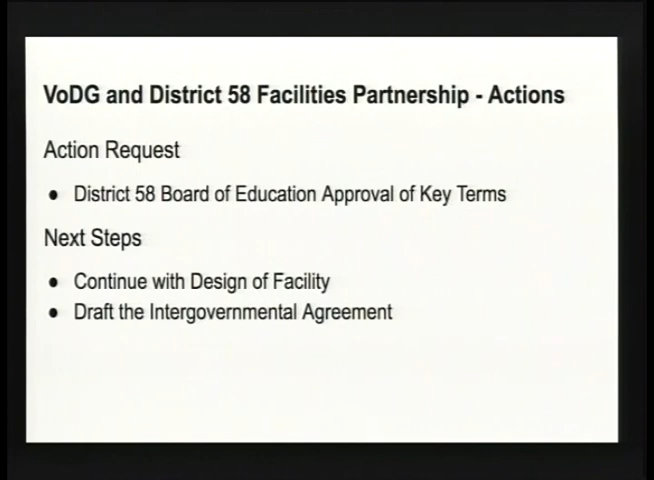 VoDG and District 58 Facilities Partnership - Actions
Action Request
● District 58 Board of Education Approval of Key Terms
Next Steps
● Continue with Design of Facility
● Draft the Intergovernmental Agreement